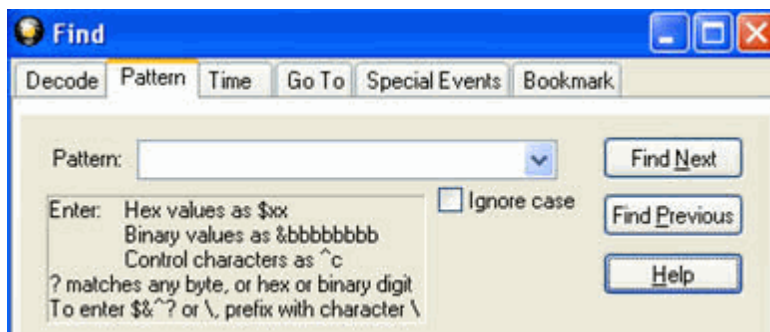 Find
Decode Pattern Time Go To Special Events Bookmark
Pattern: Find Next
Ignore case
Enter: Hex values as $xx
Binary values as &bbbbbbbb
Control characters as ^c
? matches any byte, or hex or binary digit
To enter $&^? or \, prefix with character \
Find Previous
Help